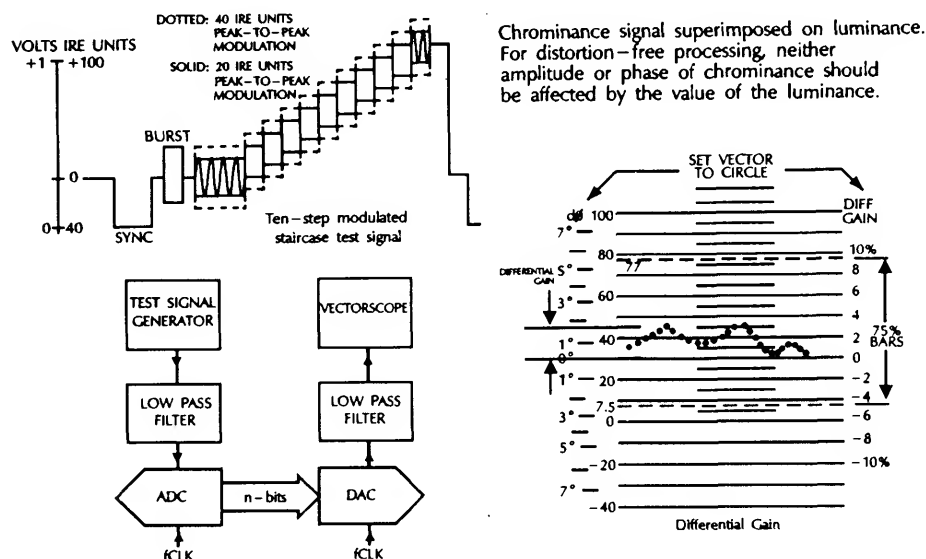 DOTTED: 40 IRE UNITS
PEAK-TO-PEAK
MODULATION
SOLID: 20 IRE UNITS
PEAK-TO-PEAK
MODULATION
VOLTS IRE UNITS
+1 +100
BURST
0
0 40
SYNC
Ten-step modulated
staircase test signal
Chrominance signal superimposed on luminance.
For distortion-free processing, neither
amplitude or phase of chrominance should
be affected by the value of the luminance.
TEST SIGNAL
GENERATOR
VECTORSCOPE
LOW PASS
FILTER
LOW PASS
FILTER
ADC
n-bits
DAC
fCLK
fCLK
SET VECTOR
TO CIRCLE
dø 100
DIFF
GAIN
7°
80
10%
77
DIFFERENTIAL
GAIN
5°
8
6
3°
60
4
1°
40
2
75%
BARS
0°
0
1°
20
-2
-4
7.5
3°
0
-6
5°
-8
-20
-10%
7°
-40
Differential Gain